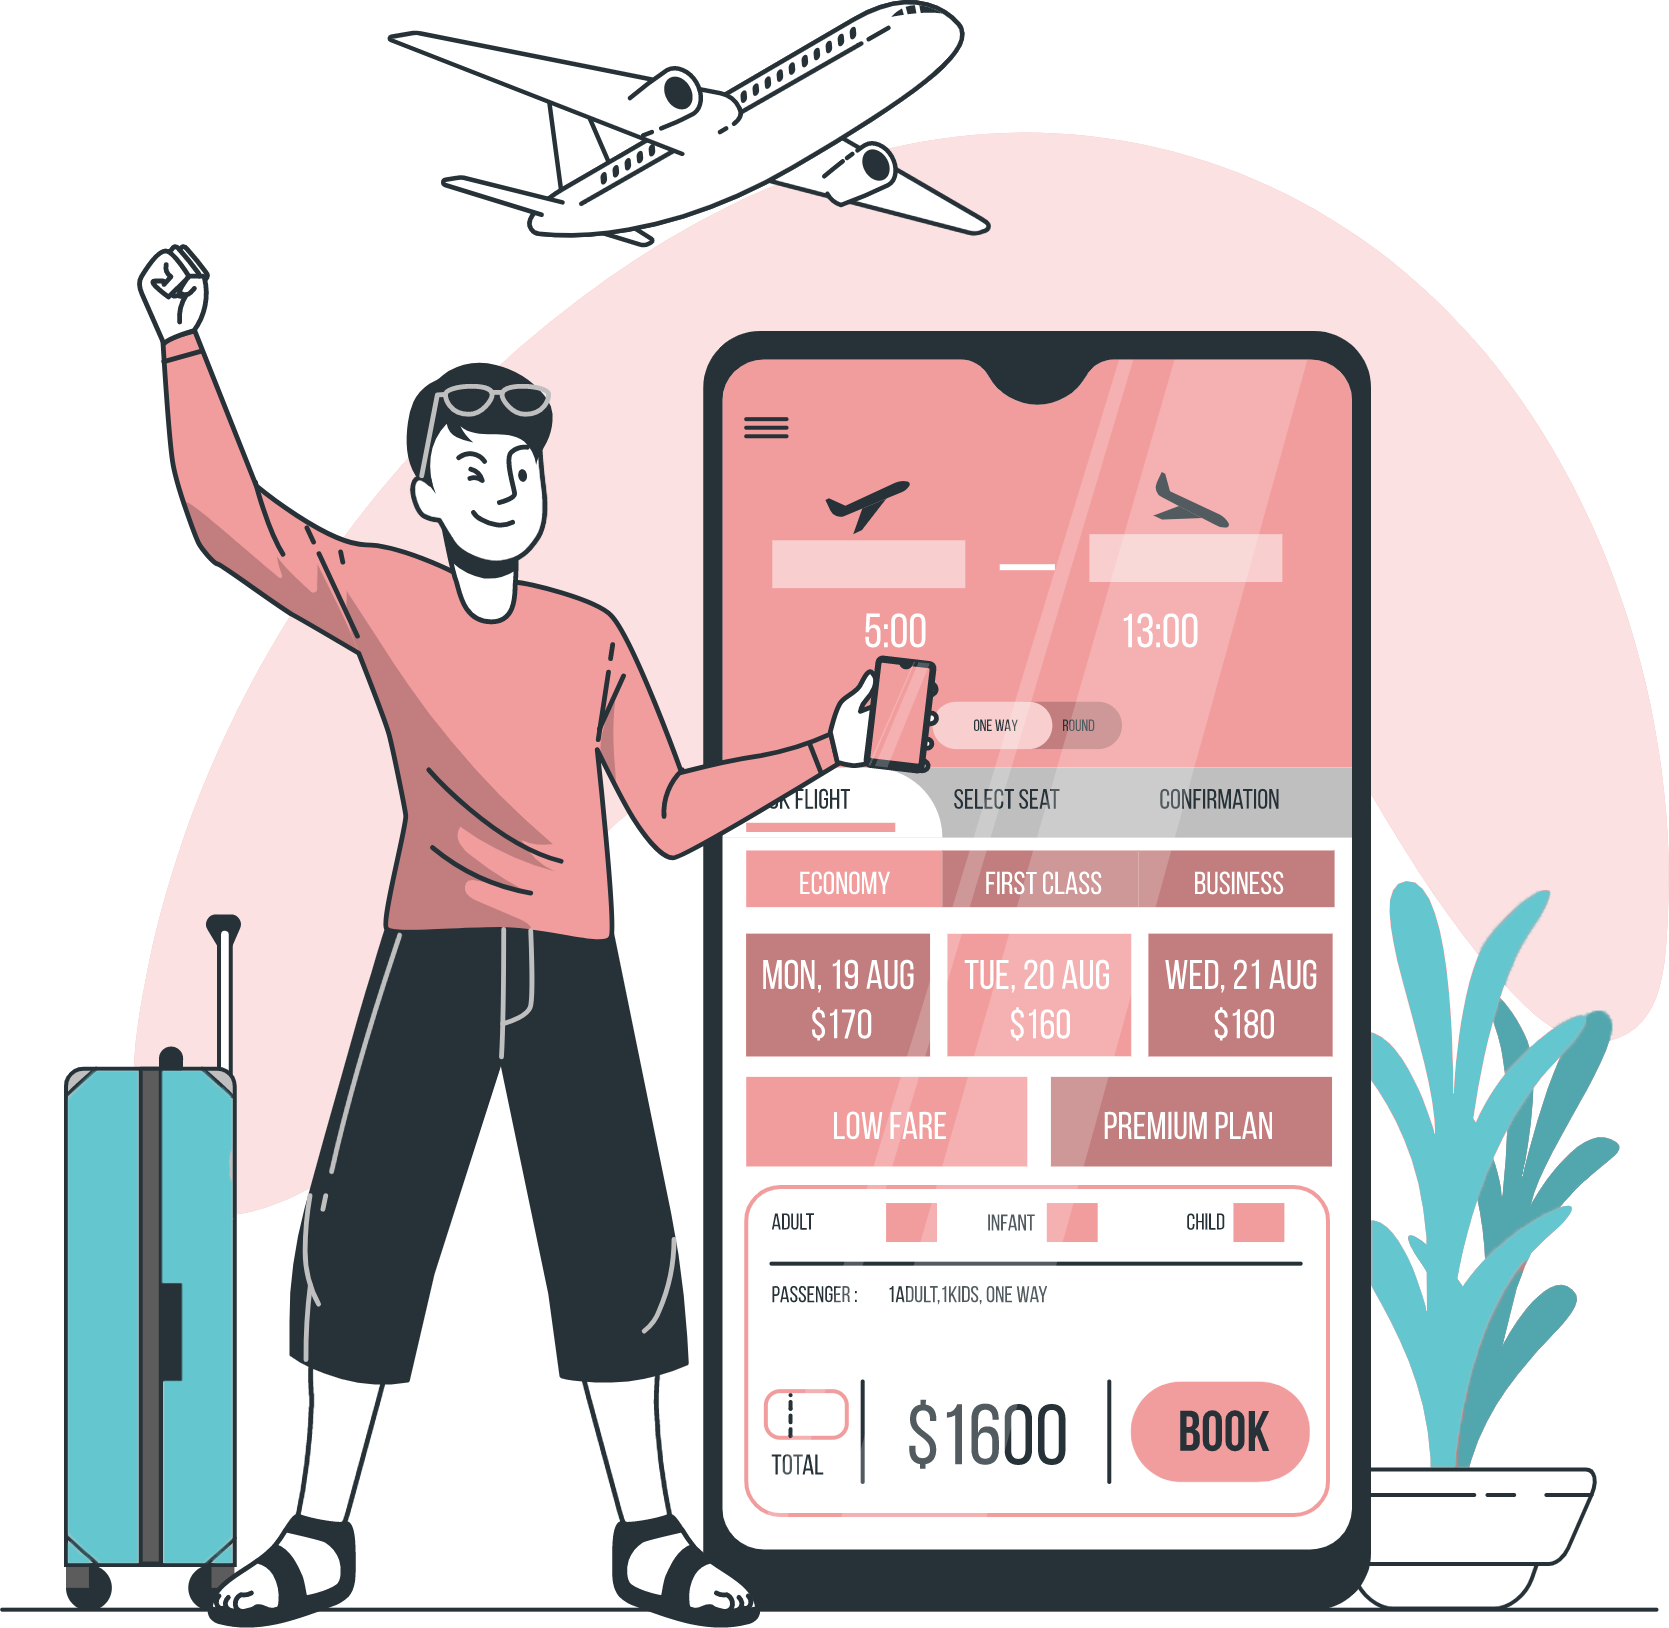 5:00 13:00
ONE WAY ROUND
FLIGHT SELECT SEAT CONFIRMATION
ECONOMY FIRST CLASS BUSINESS
MON, 19 AUG TUE, 20 AUG WED, 21 AUG
$170 $160 $180
LOW FARE PREMIUM PLAN
ADULT INFANT CHILD
PASSENGER : 1ADULT,1KIDS, ONE WAY
$1600 BOOK
TOTAL